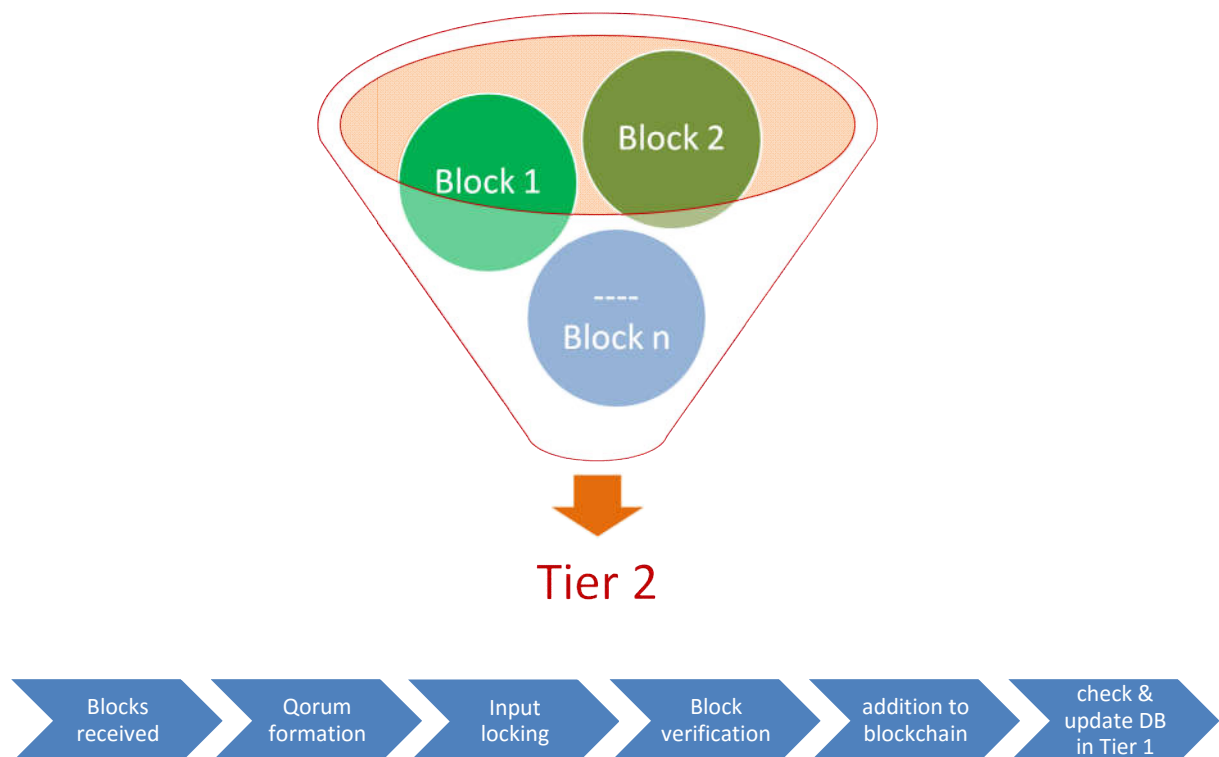 Block 1
Block 2
----
Block n
Tier 2
Blocks
received
Qorum
formation
Input
locking
Block
verification
addition to
blockchain
check &
update DB
in Tier 1